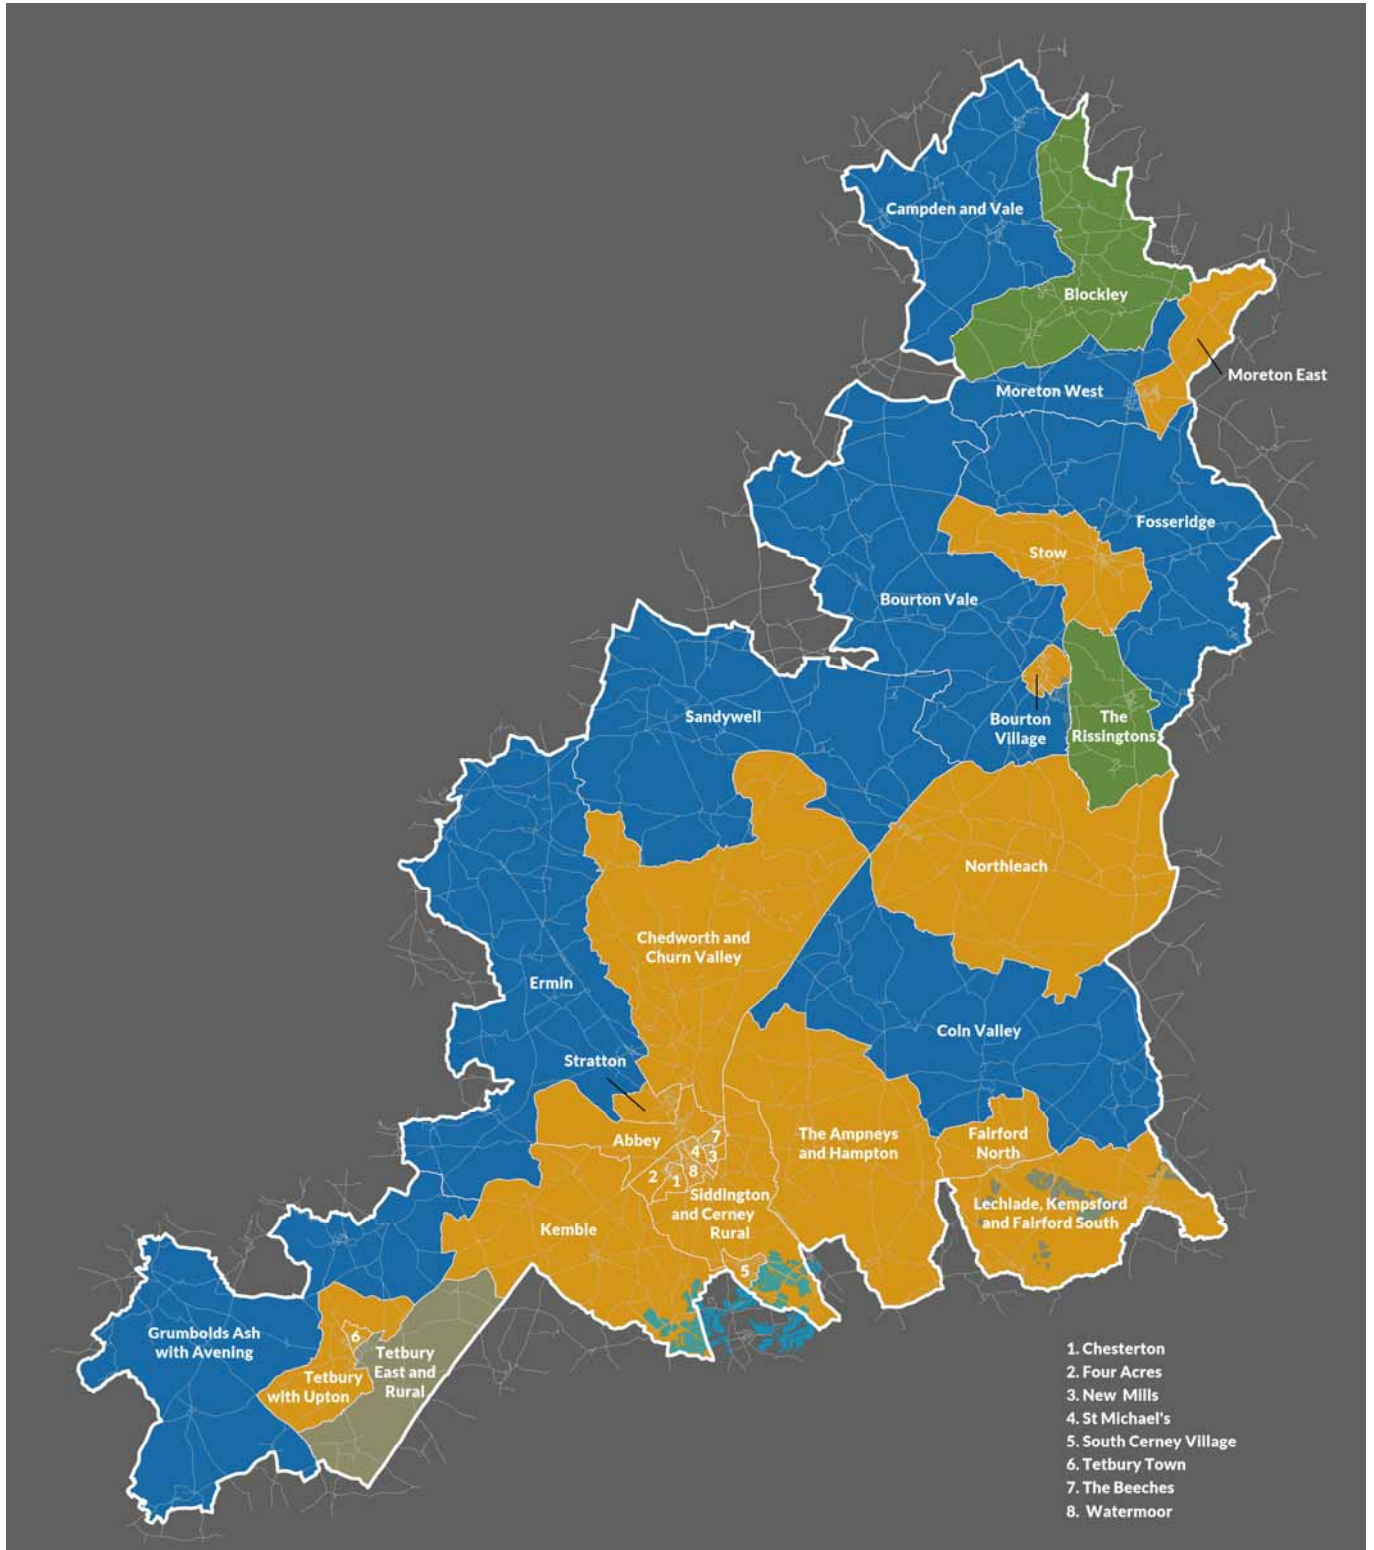 Campden and Vale
Blockley
Moreton East
Moreton West
Fosseridge
Stow
Bourton Vale
Sandywell
Bourton
Village
The
Rissingtons
Northleach
Chedworth and
Churn Valley
Ermin
Coln Valley
Stratton
Abbey
The Ampneys
and Hampton
Fairford
North
7
4
3
8
2
1
Siddington
and Cerney
Rural
Lechlade, Kempsford
and Fairford South
Kemble
5
Grumbolds Ash
with Avening
6
Tetbury
East and
Rural
Tetbury
with Upton
1. Chesterton
2. Four Acres
3. New Mills
4. St Michael's
5. South Cerney Village
6. Tetbury Town
7. The Beeches
8. Watermoor